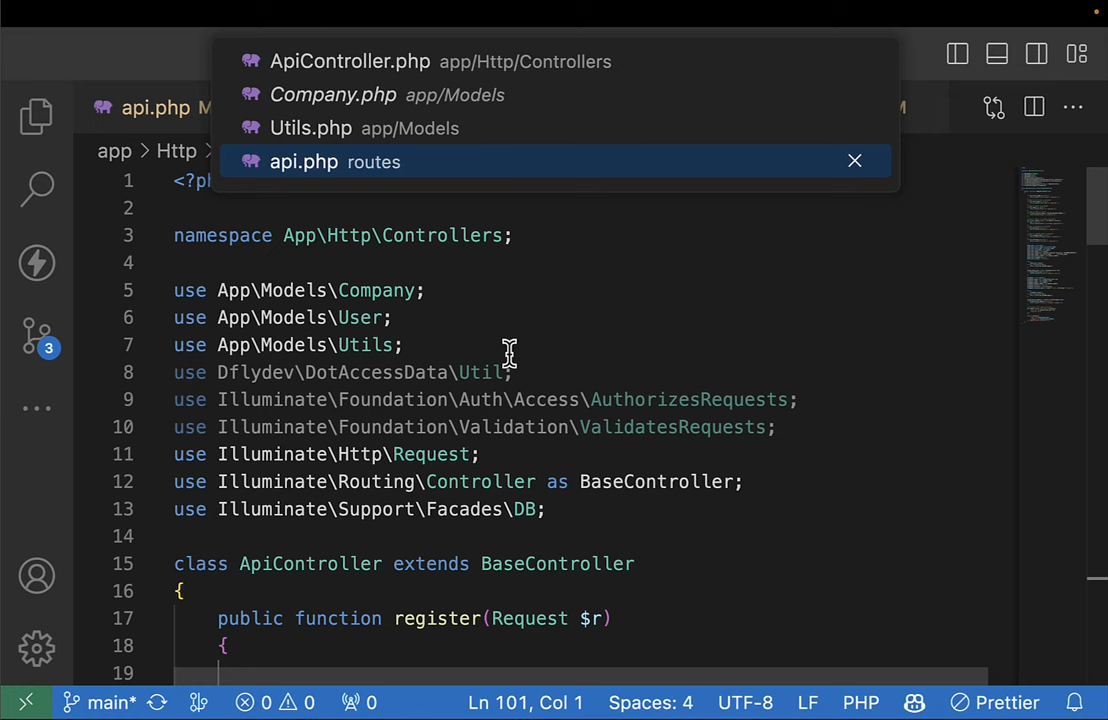 ApiController.php app/Http/Controllers
Company.php app/Models
Utils.php app/Models
api.php routes
api.php M
M
app > Http >
1 <?ph
2
3 namespace App\Http\Controllers;
4
5 use App\Models\Company;
6 use App\Models\User;
7 use App\Models\Utils;
8 use Dflydev\DotAccessData\Util;
9 use Illuminate\Foundation\Auth\Access\AuthorizesRequests;
10 use Illuminate\Foundation\Validation\ValidatesRequests;
11 use Illuminate\Http\Request;
12 use Illuminate\Routing\Controller as BaseController;
13 use Illuminate\Support\Facades\DB;
14
15 class ApiController extends BaseController
16 {
17 public function register(Request $r)
18 {
19
3
main* 0 0 0 Ln 101, Col 1 Spaces: 4 UTF-8 LF PHP Prettier